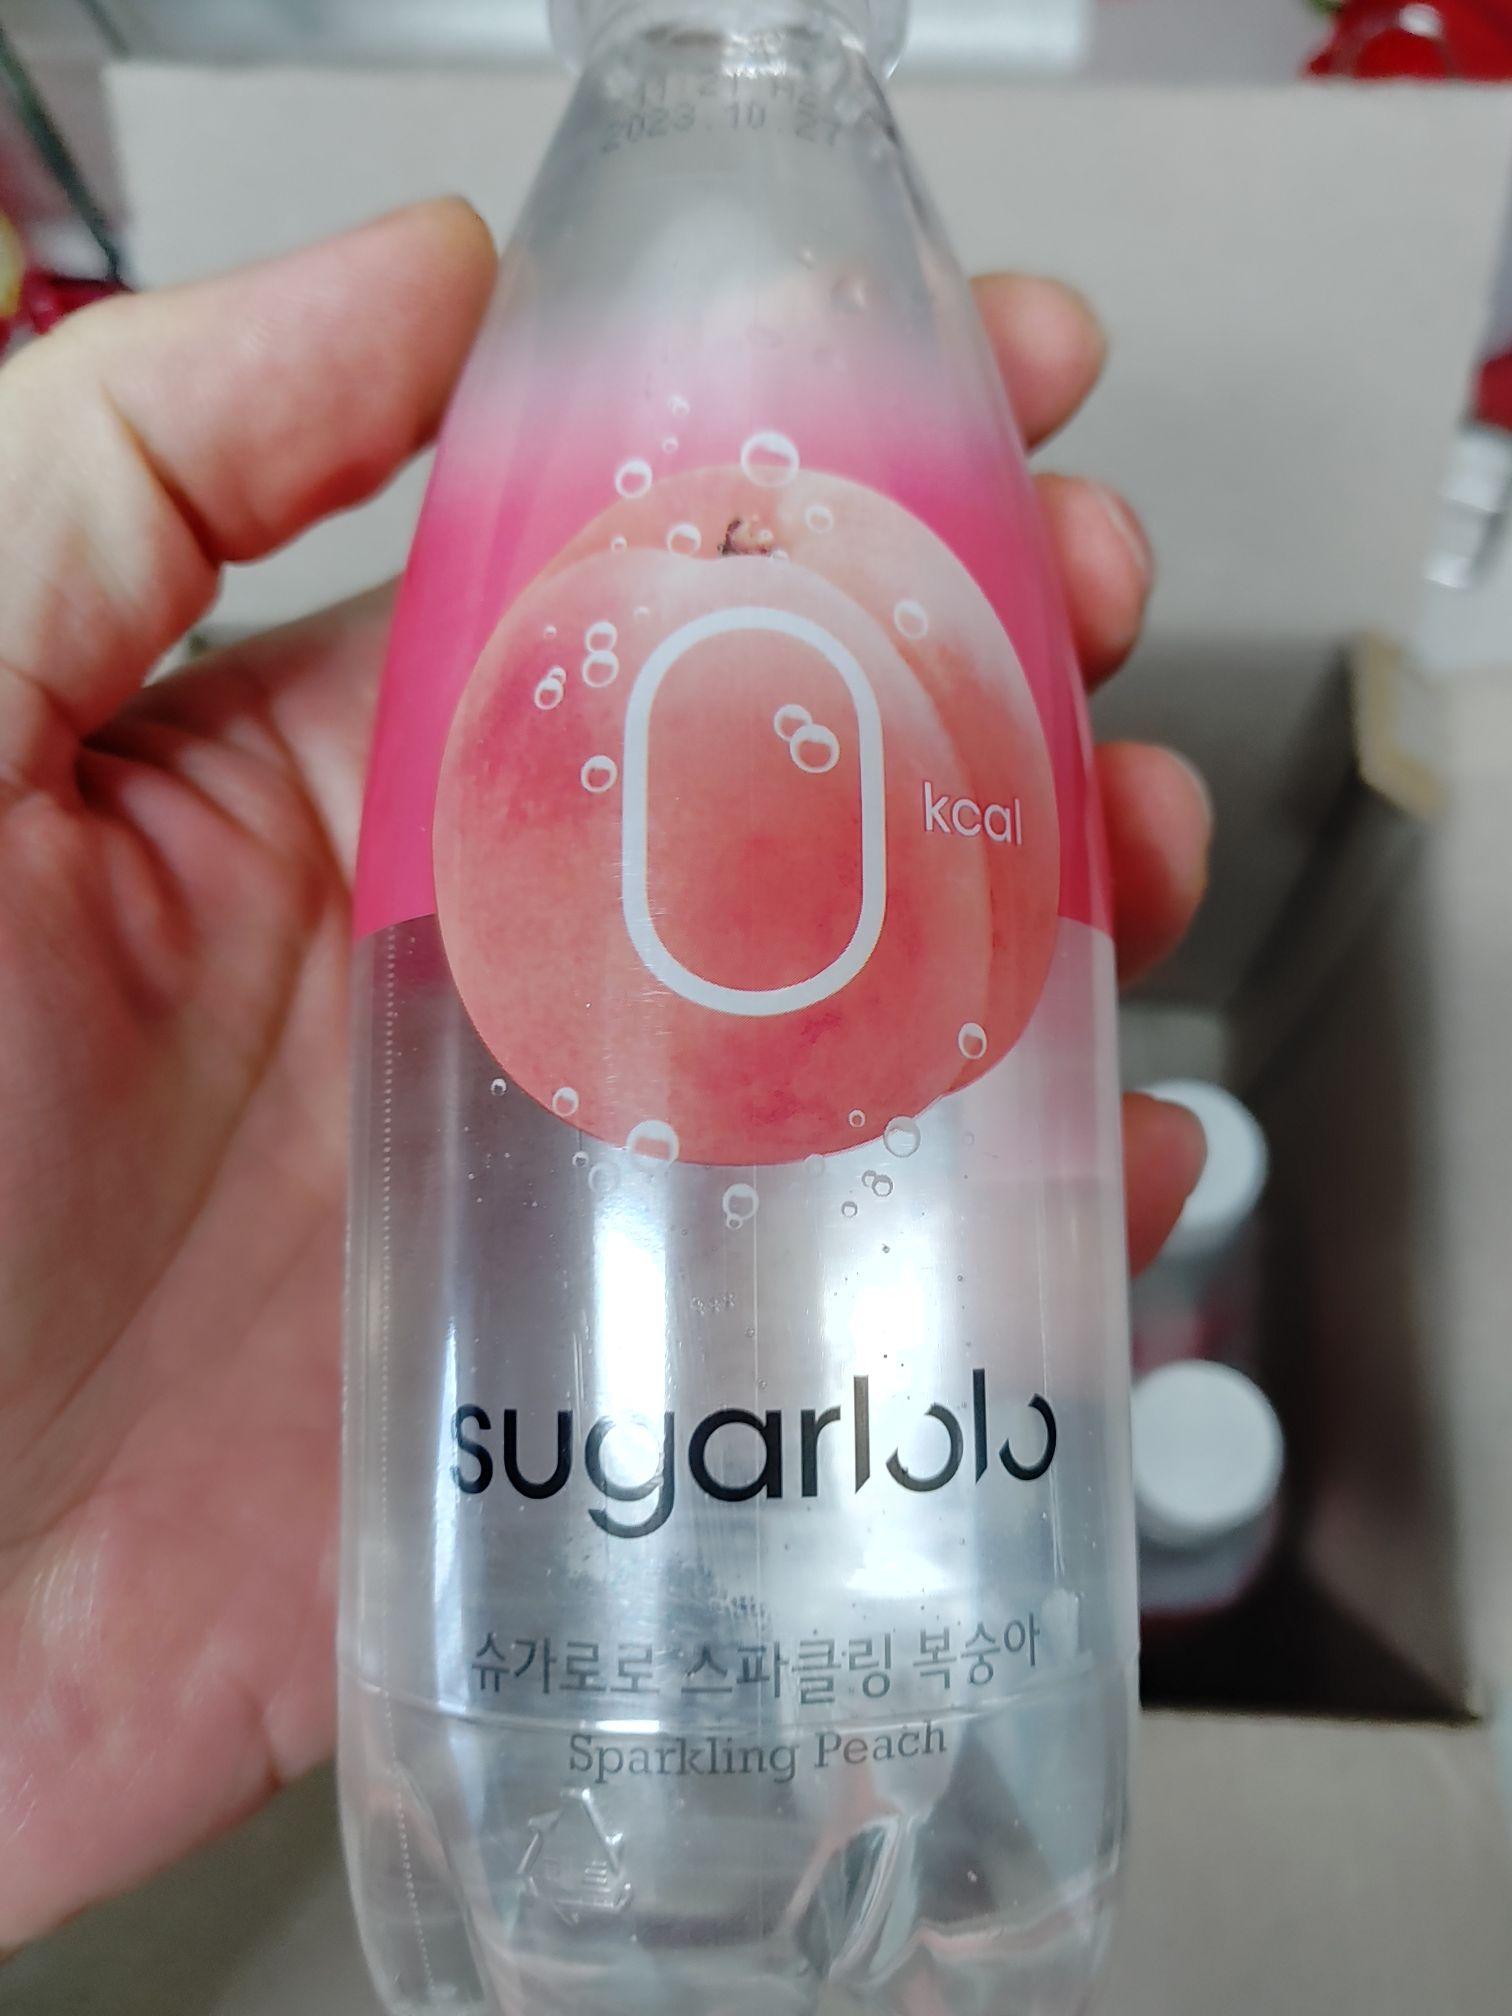 2023.10.27
0
kcal
sugarlolo
슈가로로 스파클링 복숭아
Sparkling Peach